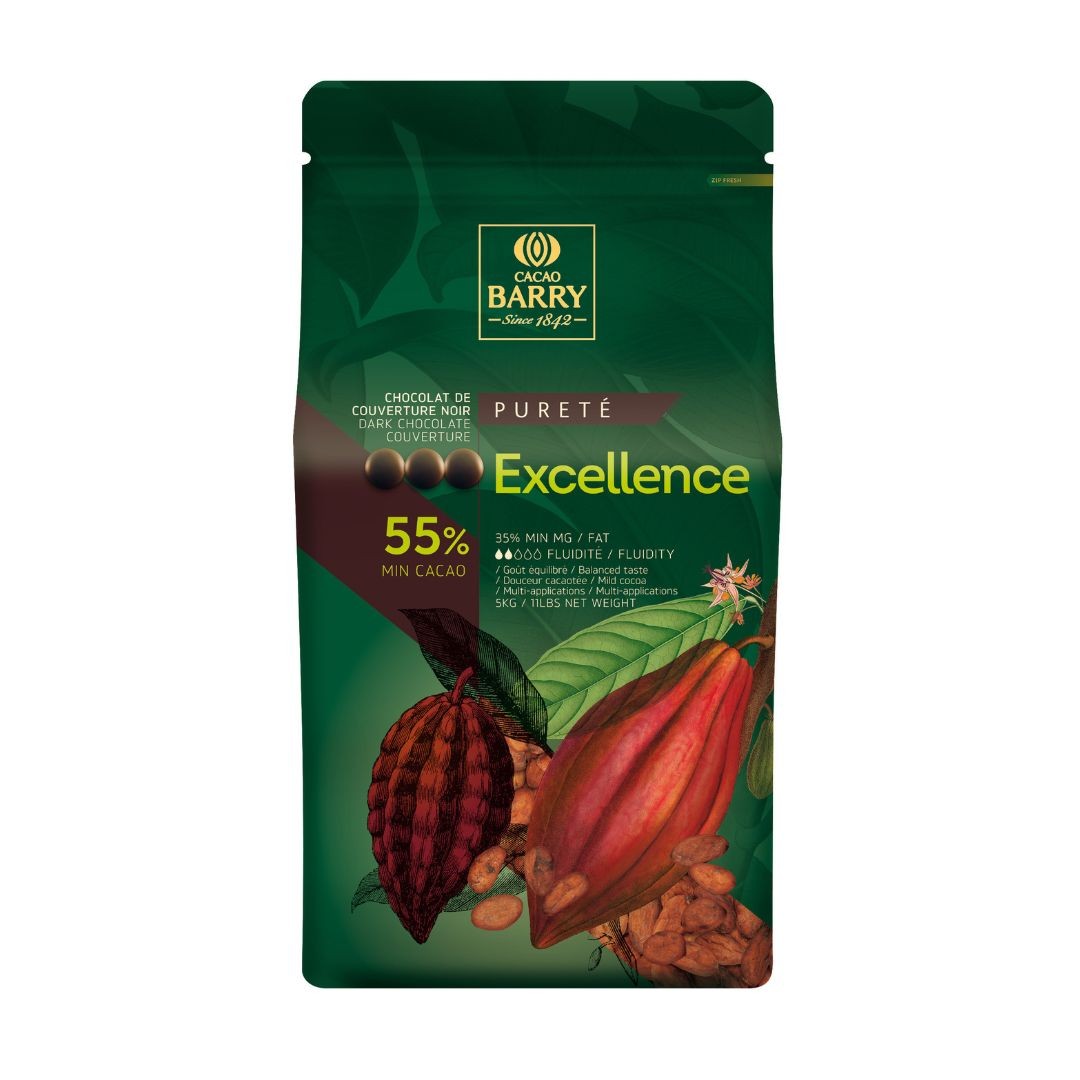 ZIP FRESH
CACAO
BARRY
Since 1842
CHOCOLAT DE
COUVERTURE NOIR
DARK CHOCOLATE
COUVERTURE
PURETÉ
Excellence
55%
MIN CACAO
35% MIN MG / FAT
FLUIDITÉ / FLUIDITY
/ Goût équilibré / Balanced taste
/ Douceur cacaotée / Mild cocoa
/ Multi-applications / Multi-applications
5KG / 11LBS NET WEIGHT